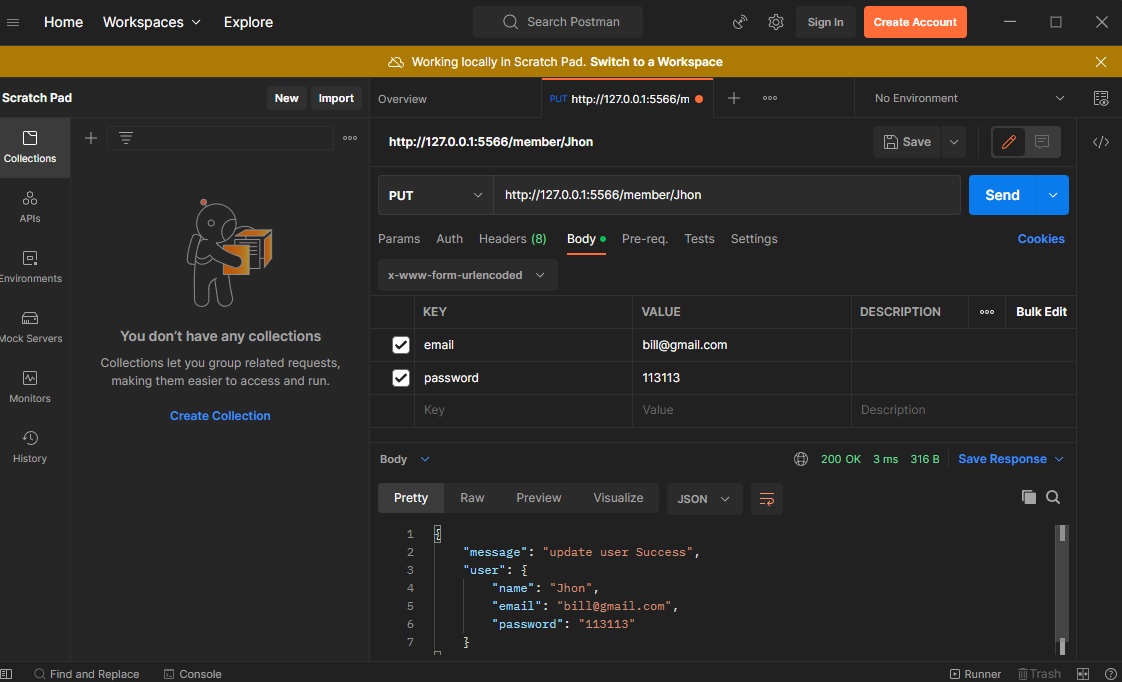 Home Workspaces Explore Search Postman Sign In Create Account
Working locally in Scratch Pad. Switch to a Workspace
Scratch Pad New Import Overview PUT http://127.0.0.1:5566/m No Environment
http://127.0.0.1:5566/member/Jhon Save
Collections
APIs
Environments
Mock Servers
Monitors
History
You don't have any collections
Collections let you group related requests,
making them easier to access and run.
Create Collection
PUT http://127.0.0.1:5566/member/Jhon Send
Params Auth Headers (8) Body Pre-req. Tests Settings Cookies
x-www-form-urlencoded
KEY VALUE DESCRIPTION Bulk Edit
email bill@gmail.com
password 113113
Key Value Description
Body 200 OK 3 ms 316 B Save Response
Pretty Raw Preview Visualize JSON
1 {
2 "message": "update user Success",
3 "user": {
4 "name": "Jhon",
5 "email": "bill@gmail.com",
6 "password": "113113"
7 }
Find and Replace Console Runner Trash